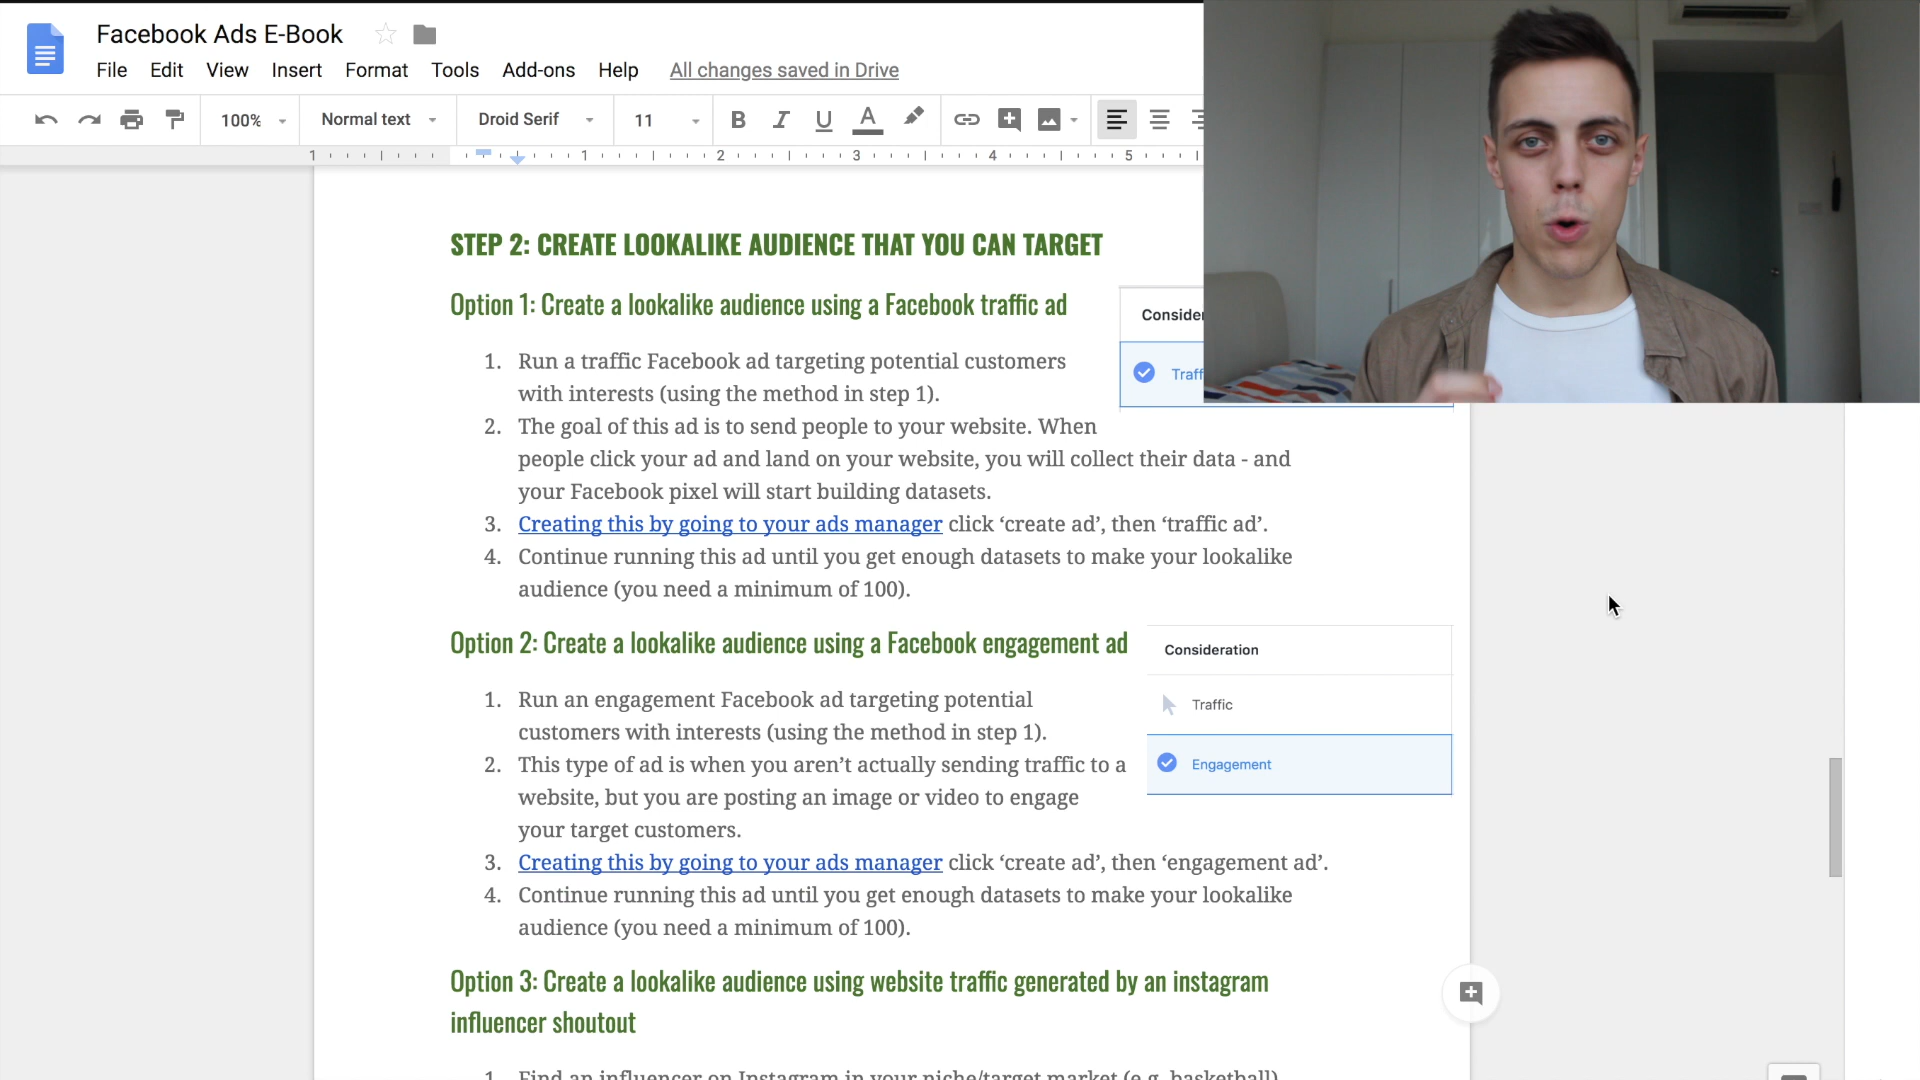 Facebook Ads E-Book
File Edit View Insert Format Tools Add-ons Help All changes saved in Drive
100% Normal text Droid Serif 11 B I U A
1 1 2 3 4 5
STEP 2: CREATE LOOKALIKE AUDIENCE THAT YOU CAN TARGET
Option 1: Create a lookalike audience using a Facebook traffic ad
Consider
Traff
1. Run a traffic Facebook ad targeting potential customers
with interests (using the method in step 1).
2. The goal of this ad is to send people to your website. When
people click your ad and land on your website, you will collect their data - and
your Facebook pixel will start building datasets.
3. Creating this by going to your ads manager click ‘create ad’, then ‘traffic ad’.
4. Continue running this ad until you get enough datasets to make your lookalike
audience (you need a minimum of 100).
Option 2: Create a lookalike audience using a Facebook engagement ad
Consideration
Traffic
Engagement
1. Run an engagement Facebook ad targeting potential
customers with interests (using the method in step 1).
2. This type of ad is when you aren’t actually sending traffic to a
website, but you are posting an image or video to engage
your target customers.
3. Creating this by going to your ads manager click ‘create ad’, then ‘engagement ad’.
4. Continue running this ad until you get enough datasets to make your lookalike
audience (you need a minimum of 100).
Option 3: Create a lookalike audience using website traffic generated by an instagram
influencer shoutout
1. Find an influencer on Instagram in your niche/target market (e.g. basketball)